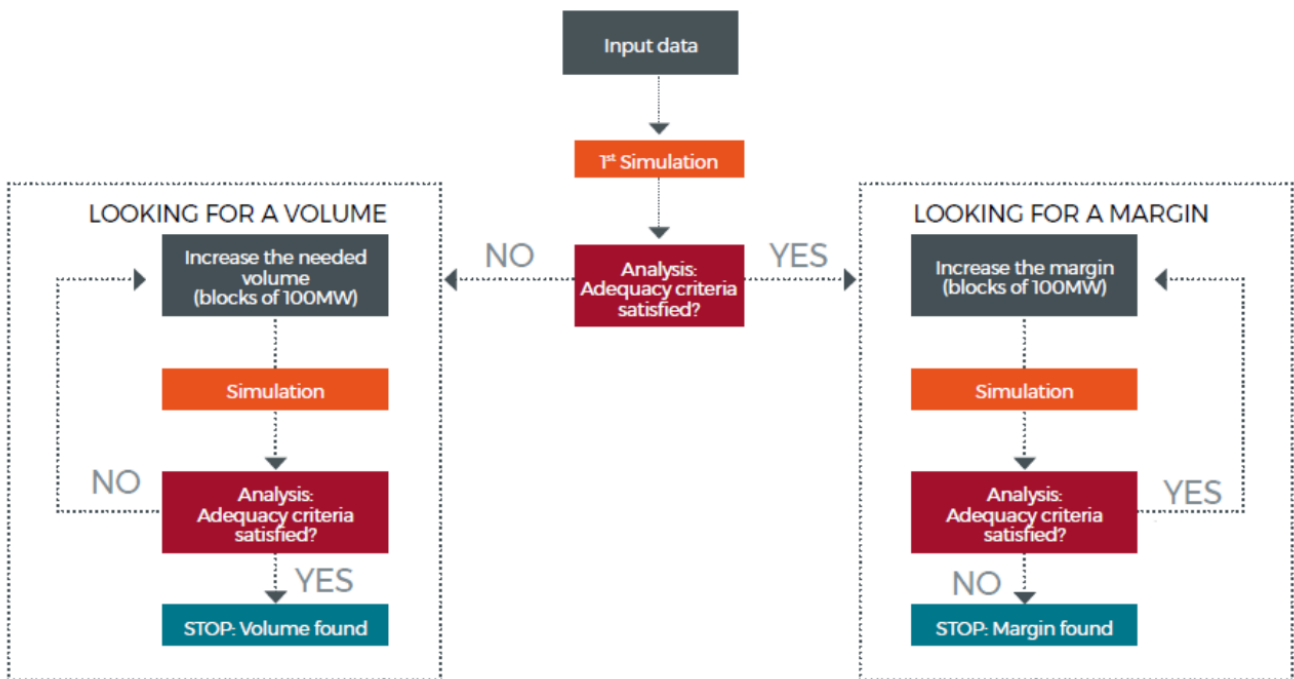 Input data
1st Simulation
LOOKING FOR A VOLUME
LOOKING FOR A MARGIN
Increase the needed
volume
(blocks of 100MW)
NO
Analysis:
Adequacy criteria
satisfied?
YES
Increase the margin
(blocks of 100MW)
Simulation
Simulation
NO
Analysis:
Adequacy criteria
satisfied?
Analysis:
Adequacy criteria
satisfied?
YES
YES
NO
STOP: Volume found
STOP: Margin found